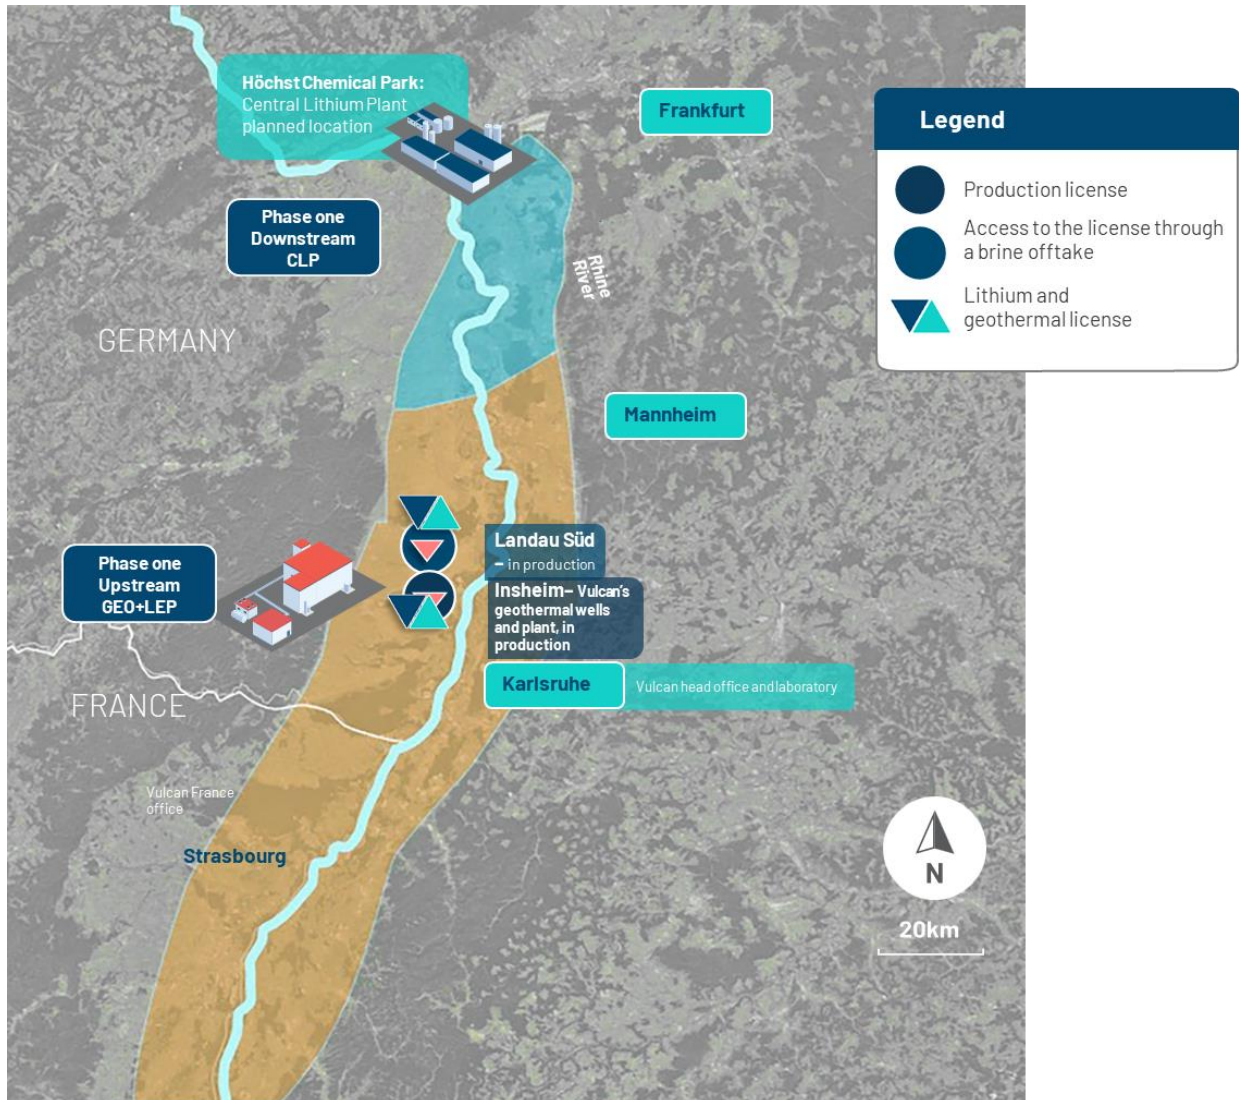 Höchst Chemical Park:
Central Lithium Plant
planned location
Frankfurt
Legend
Production license
Access to the license through
a brine offtake
Lithium and
geothermal license
Phase one
Downstream
CLP
Rhine
River
GERMANY
Mannheim
Landau Süd
– in production
Phase one
Upstream
GEO+LEP
Insheim– Vulcan's
geothermal wells
and plant, in
production
Karlsruhe
Vulcan head office and laboratory
FRANCE
Vulcan France
office
Strasbourg
N
20km